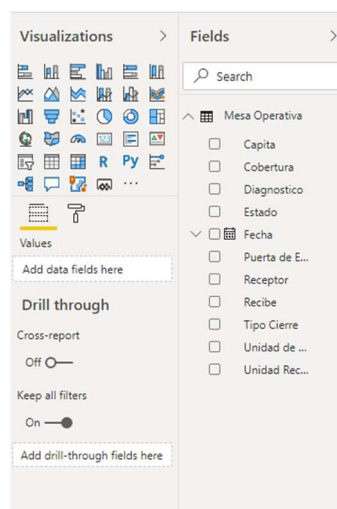 Visualizations
R Py
Values
Add data fields here
Drill through
Cross-report
Off
Keep all filters
On
Add drill-through fields here
Fields
Search
Mesa Operativa
Capita
Cobertura
Diagnostico
Estado
Fecha
Puerta de E...
Receptor
Recibe
Tipo Cierre
Unidad de ...
Unidad Rec...